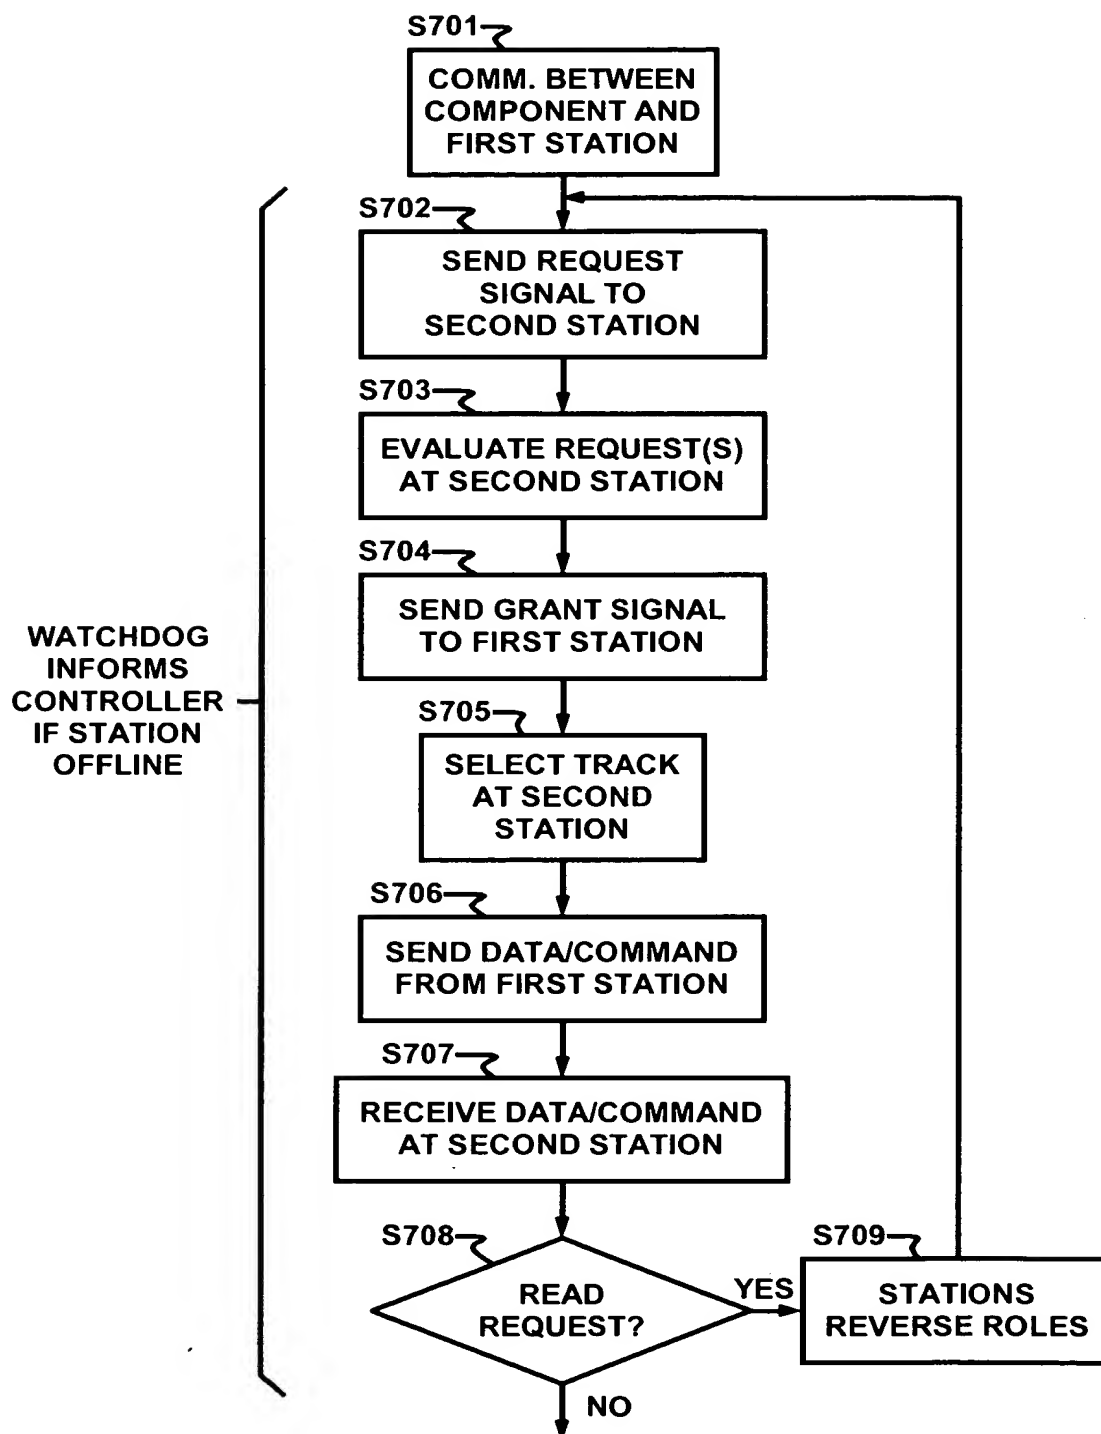 S701
COMM. BETWEEN
COMPONENT AND
FIRST STATION
S702
SEND REQUEST
SIGNAL TO
SECOND STATION
S703
EVALUATE REQUEST(S)
AT SECOND STATION
S704
SEND GRANT SIGNAL
TO FIRST STATION
WATCHDOG
INFORMS
CONTROLLER
IF STATION
OFFLINE
S705
SELECT TRACK
AT SECOND
STATION
S706
SEND DATA/COMMAND
FROM FIRST STATION
S707
RECEIVE DATA/COMMAND
AT SECOND STATION
S708
READ
REQUEST?
YES
S709
STATIONS
REVERSE ROLES
NO